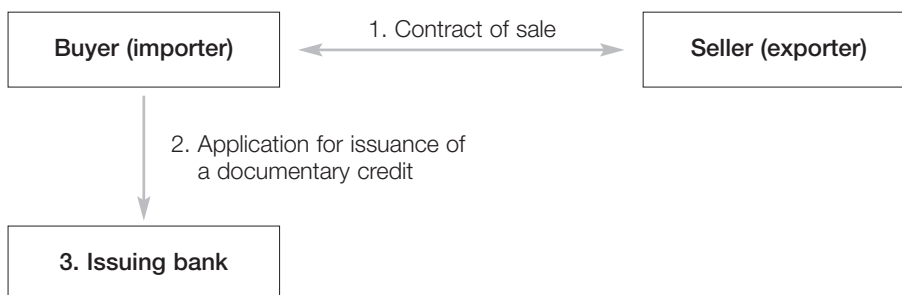 Buyer (importer)
1. Contract of sale
Seller (exporter)
2. Application for issuance of
a documentary credit
3. Issuing bank